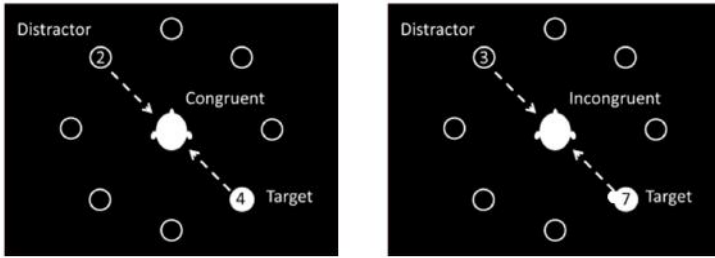 Distractor
2
Congruent
4
Target
Distractor
3
Incongruent
7
Target